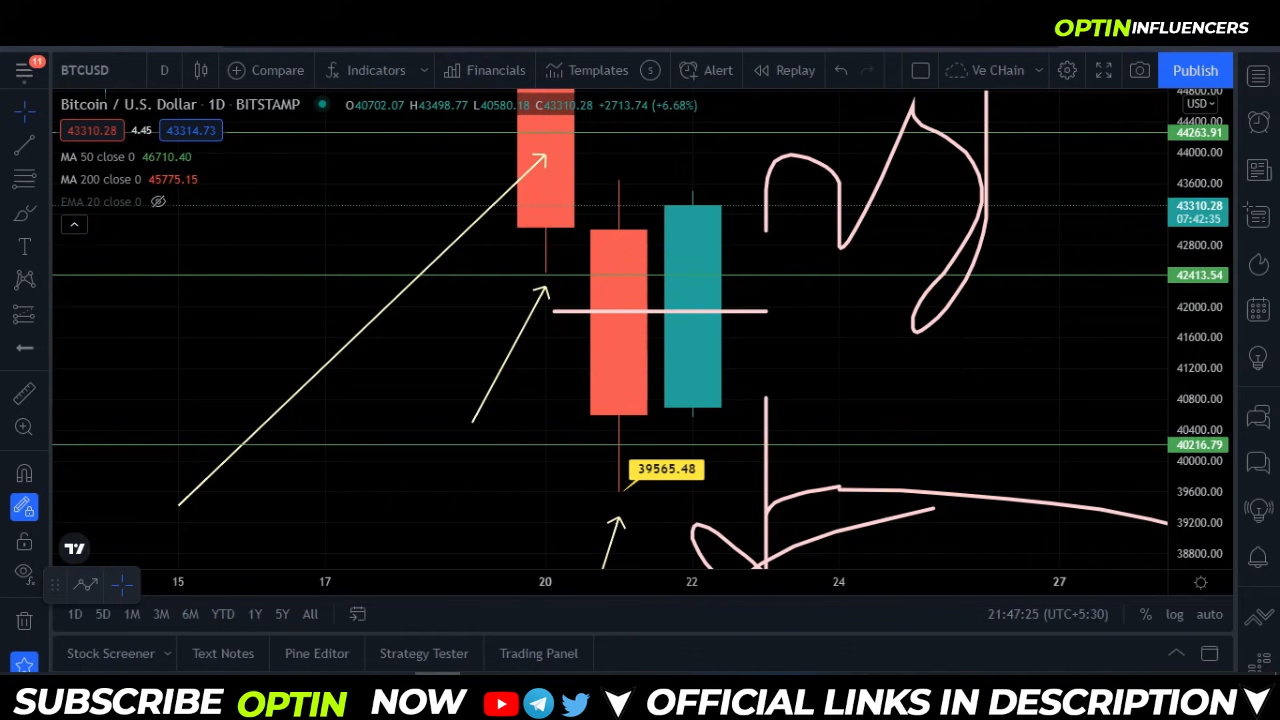 OPTIN INFLUENCERS
11
BTCUSD D Compare Indicators Financials Templates S Alert Replay Ve CHain Publish
Bitcoin / U.S. Dollar · 1D · BITSTAMP O40702.07 H43498.77 L40580.18 C43310.28 +2713.74 (+6.68%)
43310.28 4.45 43314.73
MA 50 close 0 46710.40
MA 200 close 0 45775.15
EMA 20 close 0
44800.00
USD
44400.00
44263.91
44000.00
43600.00
43310.28
07:42:35
42800.00
42413.54
42000.00
41600.00
41200.00
40800.00
40400.00
40216.79
40000.00
39565.48
39600.00
39200.00
38800.00
15 17 20 22 24 27
1D 5D 1M 3M 6M YTD 1Y 5Y All 21:47:25 (UTC+5:30) % log auto
Stock Screener Text Notes Pine Editor Strategy Tester Trading Panel
SUBSCRIBE OPTIN NOW OFFICIAL LINKS IN DESCRIPTION